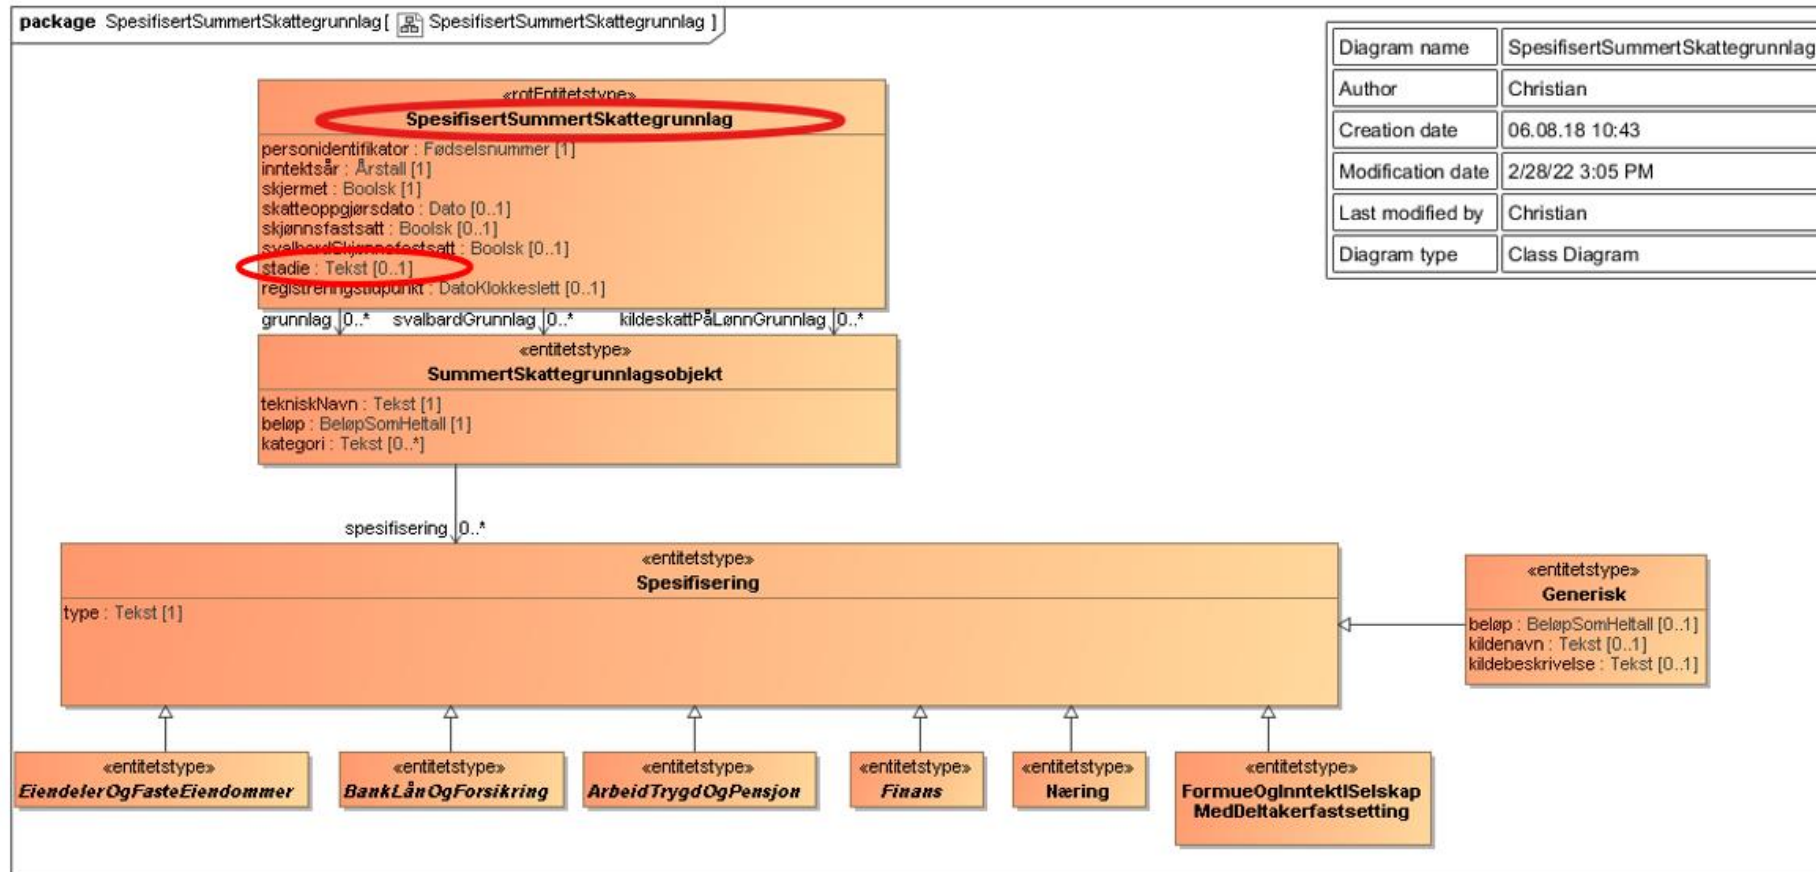 package SpesifisertSummertSkattegrunnlag [ SpesifisertSummertSkattegrunnlag ]
Diagram name SpesifisertSummertSkattegrunnlag
Author Christian
Creation date 06.08.18 10:43
Modification date 2/28/22 3:05 PM
Last modified by Christian
Diagram type Class Diagram
«rotEntitetstype»
SpesifisertSummertSkattegrunnlag
personidentifikator : Fødselsnummer [1]
inntektsår : Årstall [1]
skjermet : Boolsk [1]
skatteoppgjørsdato : Dato [0..1]
skjønnsfastsatt : Boolsk [0..1]
svalbardSkjønnsfastsatt : Boolsk [0..1]
stadie : Tekst [0..1]
registreringstidpunkt : DatoKlokkeslett [0..1]
grunnlag 0..* svalbardGrunnlag 0..* kildeskattPåLønnGrunnlag 0..*
«entitetstype»
SummertSkattegrunnlagsobjekt
tekniskNavn : Tekst [1]
beløp : BeløpSomHeltall [1]
kategori : Tekst [0..*]
spesifisering 0..*
«entitetstype»
Spesifisering
type : Tekst [1]
«entitetstype»
Generisk
beløp : BeløpSomHeltall [0..1]
kildenavn : Tekst [0..1]
kildebeskrivelse : Tekst [0..1]
«entitetstype»
EiendelerOgFasteEiendommer
«entitetstype»
BankLånOgForsikring
«entitetstype»
ArbeidTrygdOgPensjon
«entitetstype»
Finans
«entitetstype»
Næring
«entitetstype»
FormueOgInntektISelskap
MedDeltakerfastsetting